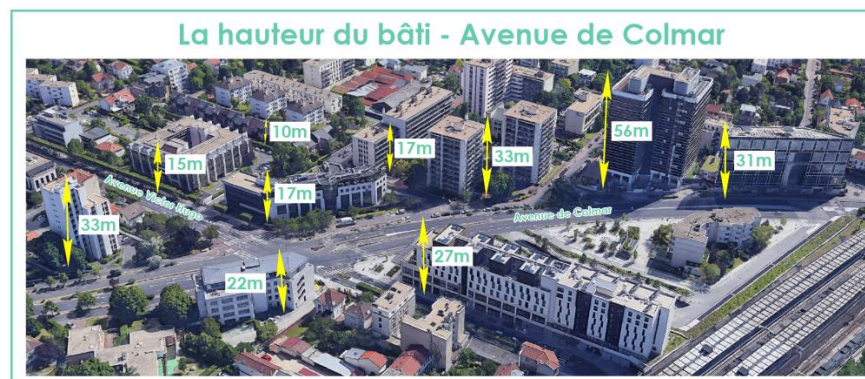 La hauteur du bâti - Avenue de Colmar
10m
15m
17m
17m
33m
56m
31m
Avenue Victor Hugo
33m
Avenue de Colmar
22m
27m